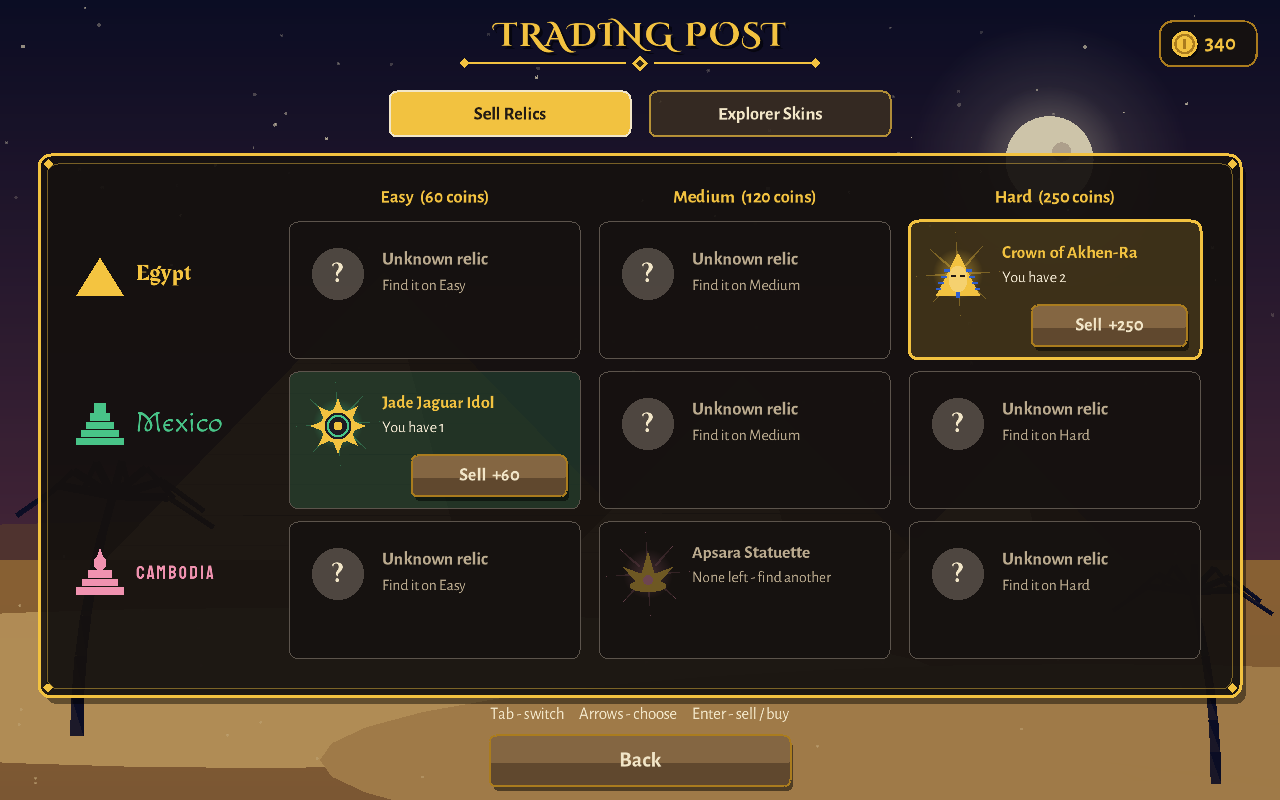 TRADING POST
340
Sell Relics
Explorer Skins
Easy (60 coins)
Medium (120 coins)
Hard (250 coins)
Egypt
?
Unknown relic
Find it on Easy
?
Unknown relic
Find it on Medium
Crown of Akhen-Ra
You have 2
Sell +250
Mexico
Jade Jaguar Idol
You have 1
Sell +60
?
Unknown relic
Find it on Medium
?
Unknown relic
Find it on Hard
CAMBODIA
?
Unknown relic
Find it on Easy
Apsara Statuette
None left - find another
?
Unknown relic
Find it on Hard
Tab - switch Arrows - choose Enter - sell / buy
Back